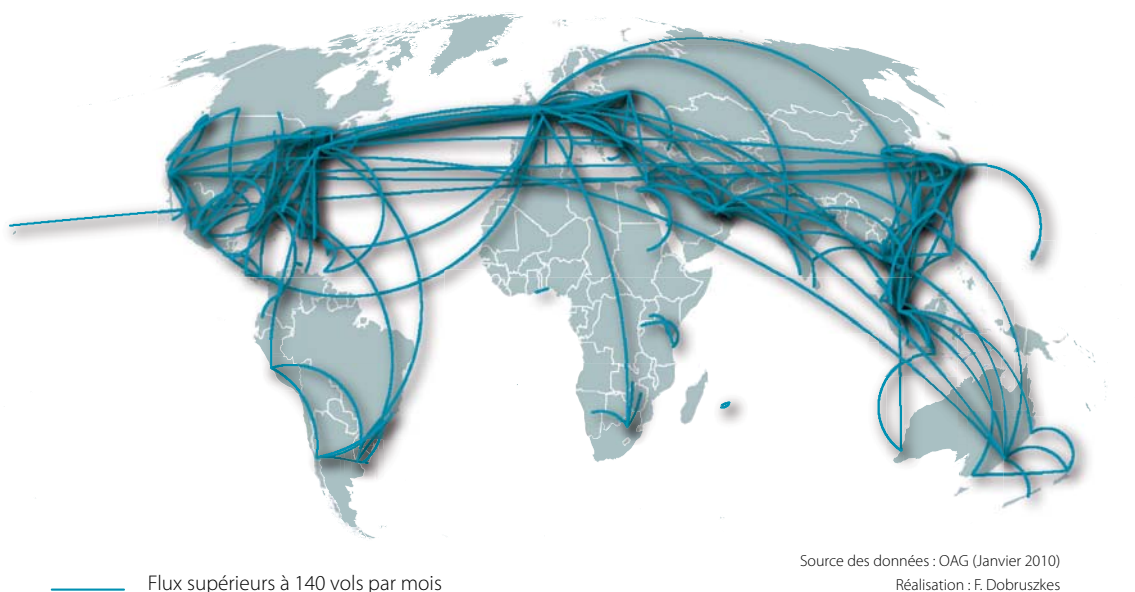 Source des données : OAG (Janvier 2010)
Flux supérieurs à 140 vols par mois
Réalisation : F. Dobruszkes